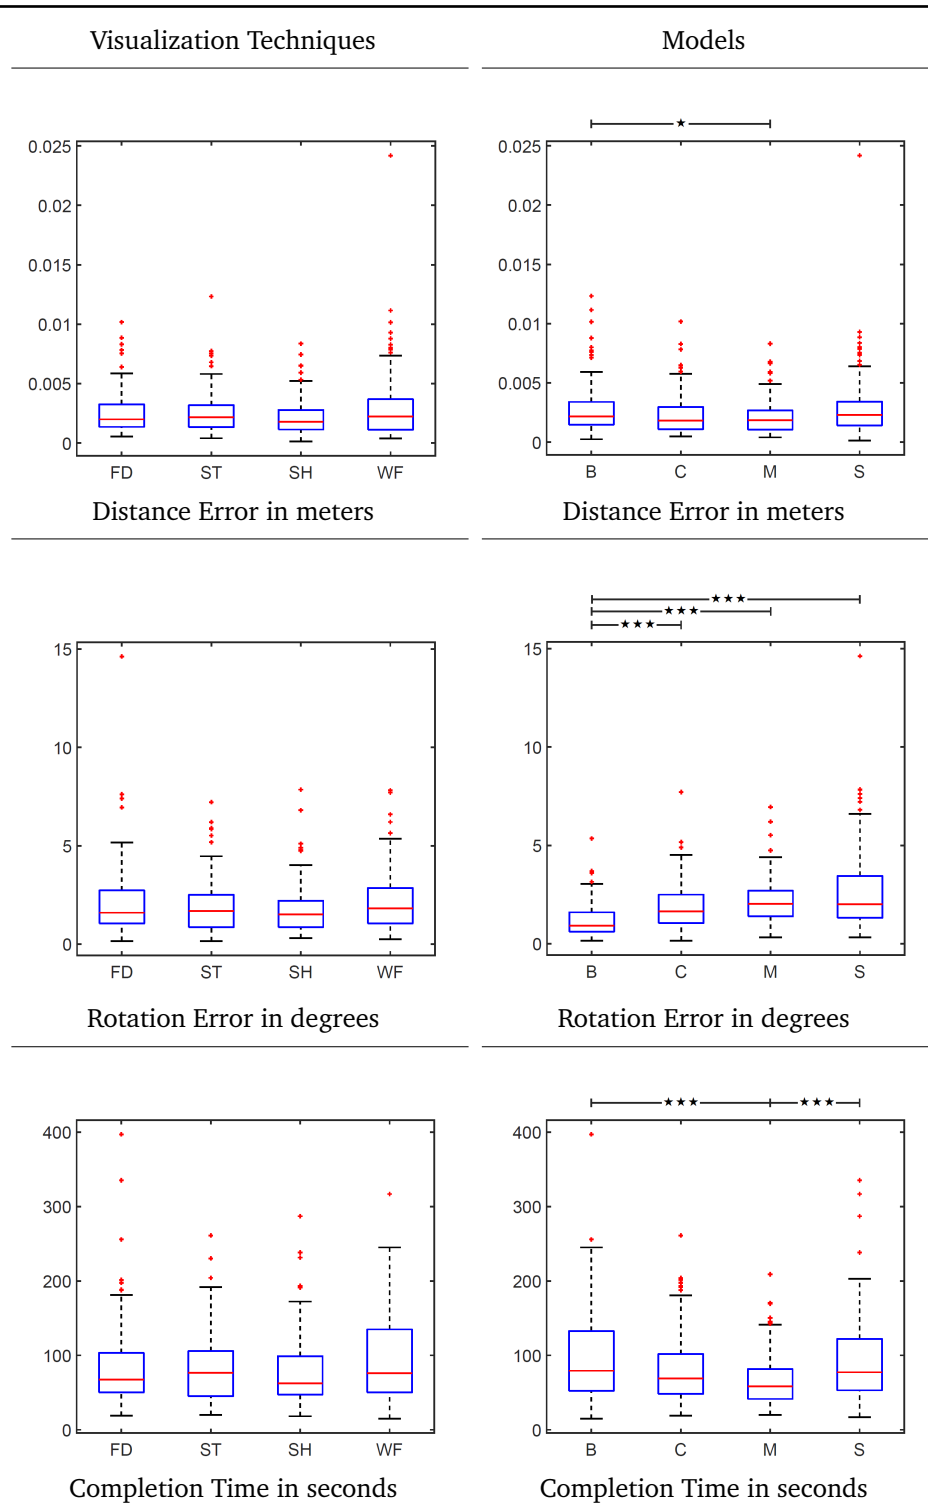 Visualization Techniques Models
★
0.025 0.025
0.02 0.02
0.015 0.015
0.01 0.01
0.005 0.005
0 0
FD ST SH WF B C M S
Distance Error in meters Distance Error in meters
★★★
★★★
★★★
15 15
10 10
5 5
0 0
FD ST SH WF B C M S
Rotation Error in degrees Rotation Error in degrees
★★★ ★★★
400 400
300 300
200 200
100 100
0 0
FD ST SH WF B C M S
Completion Time in seconds Completion Time in seconds